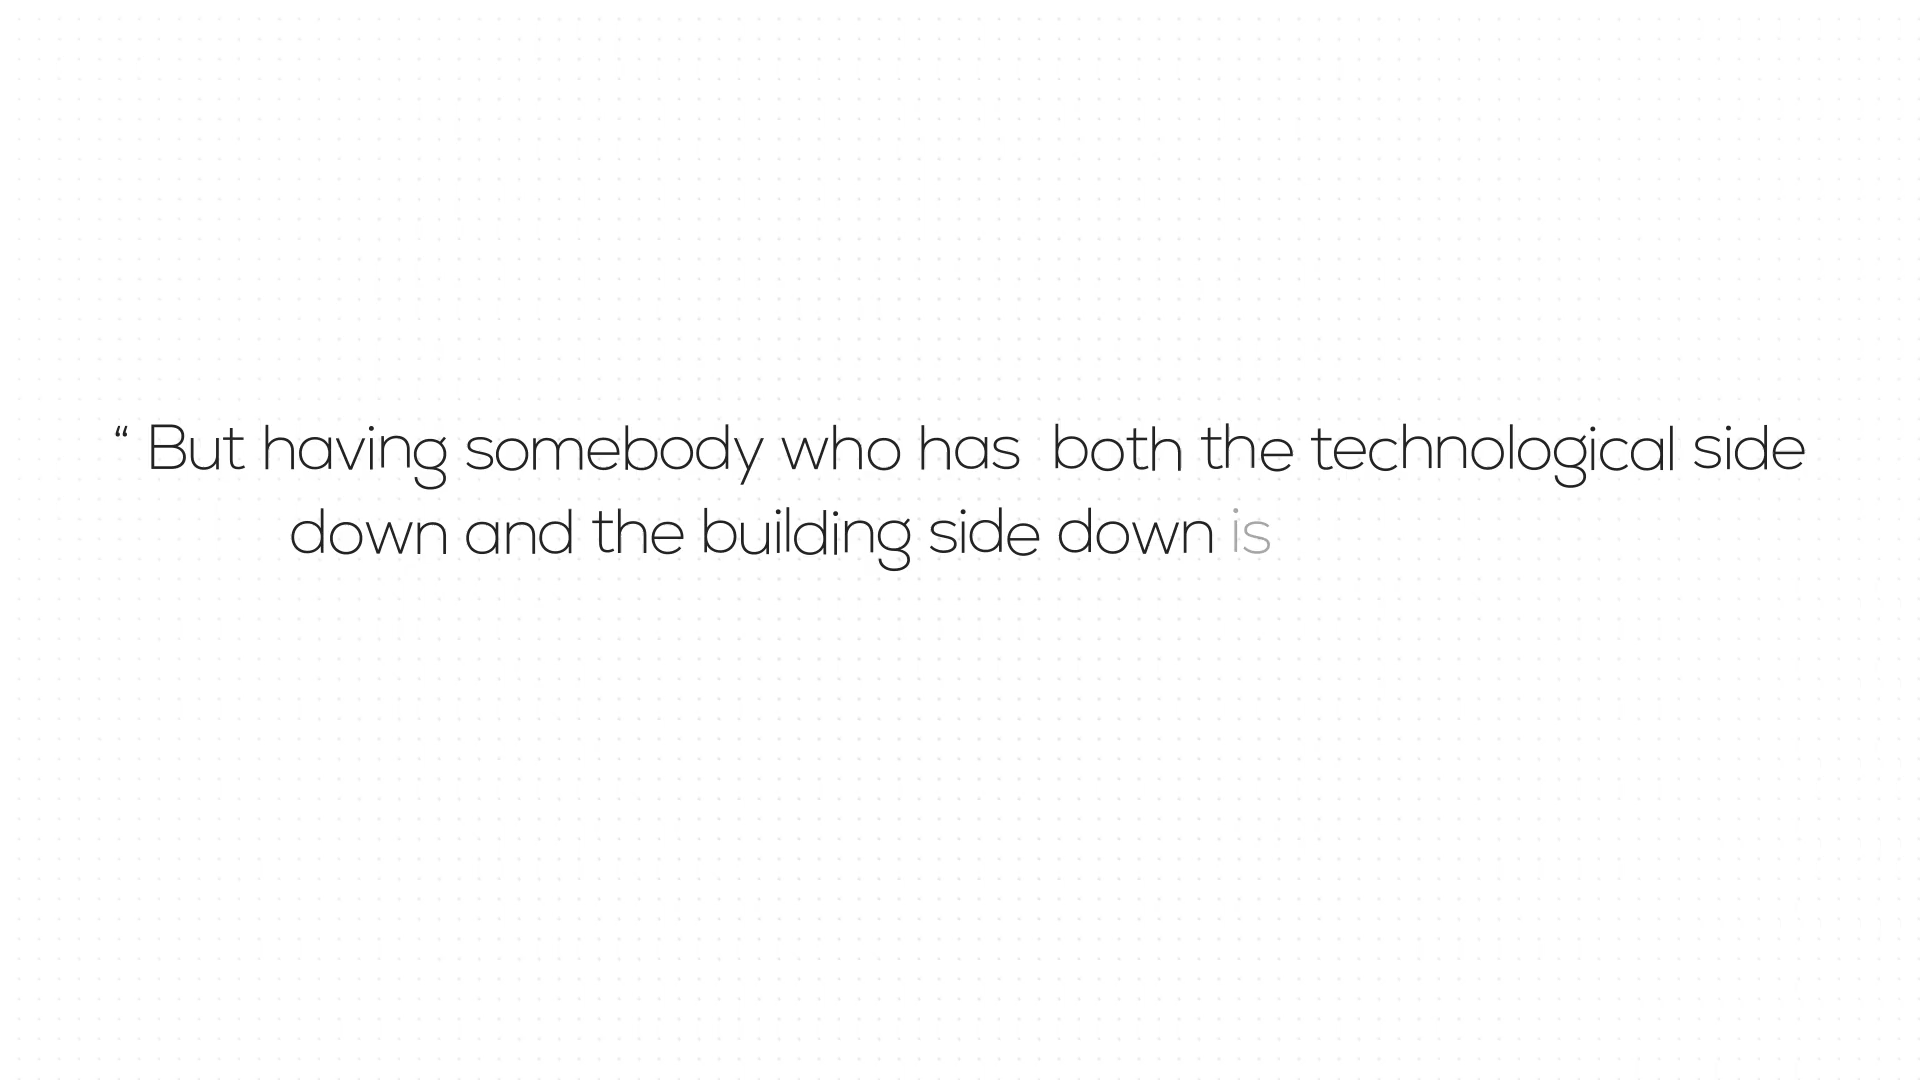 “ But having somebody who has  both the technological side
down and the building side down is